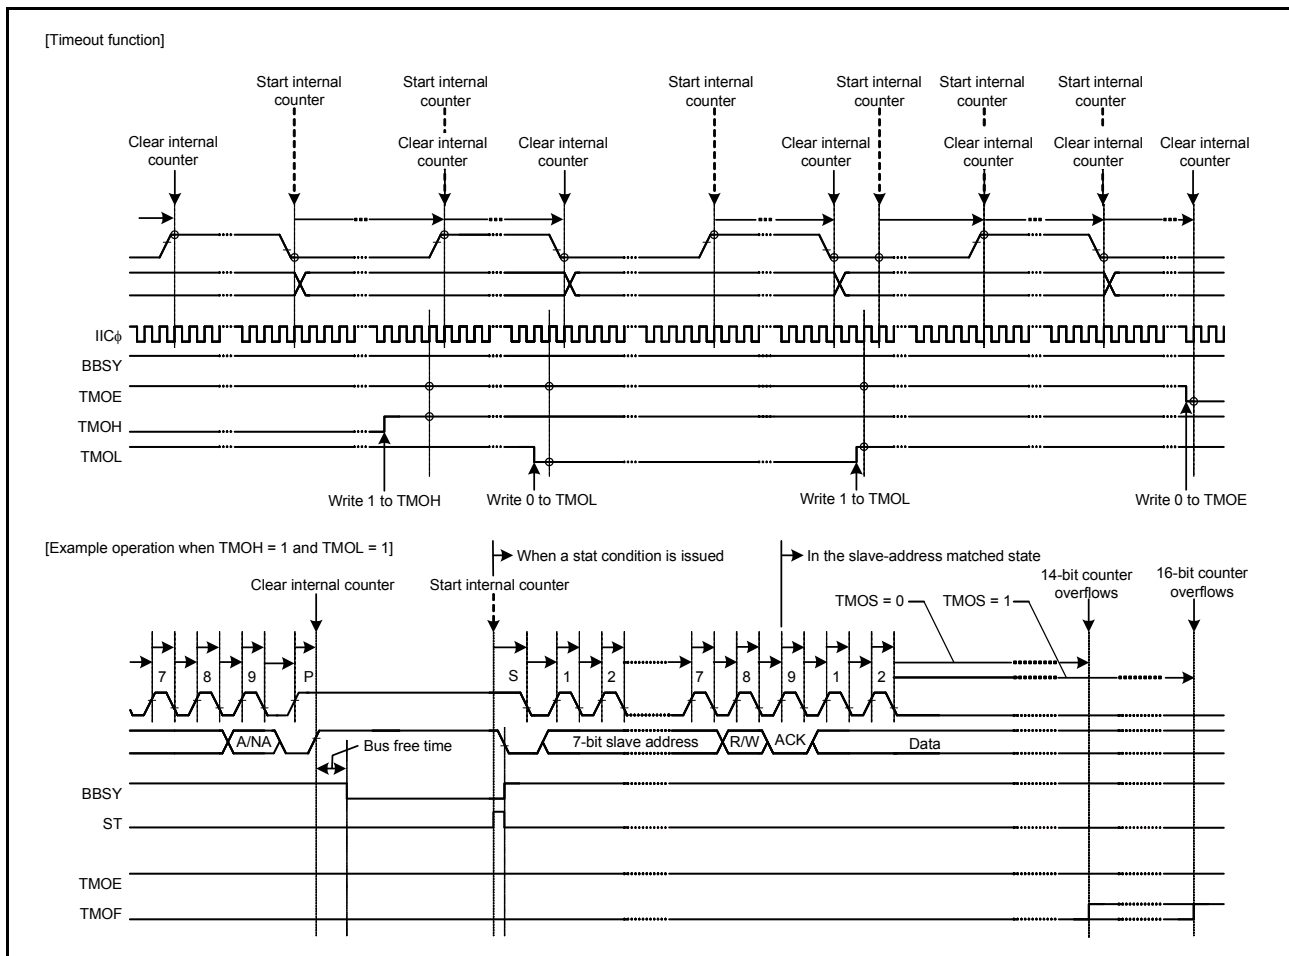 [Timeout function]
Start internal counter
Start internal counter
Start internal counter
Start internal counter
Start internal counter
Start internal counter
Clear internal counter
Clear internal counter
Clear internal counter
Clear internal counter
Clear internal counter
Clear internal counter
Clear internal counter
IICϕ
BBSY
TMOE
TMOH
TMOL
Write 1 to TMOH
Write 0 to TMOL
Write 1 to TMOL
Write 0 to TMOE
[Example operation when TMOH = 1 and TMOL = 1]
When a stat condition is issued
In the slave-address matched state
Clear internal counter
Start internal counter
14-bit counter overflows
16-bit counter overflows
TMOS = 0
TMOS = 1
7 8 9 P S 1 2 7 8 9 1 2
A/NA
Bus free time
7-bit slave address
R/W
ACK
Data
BBSY
ST
TMOE
TMOF